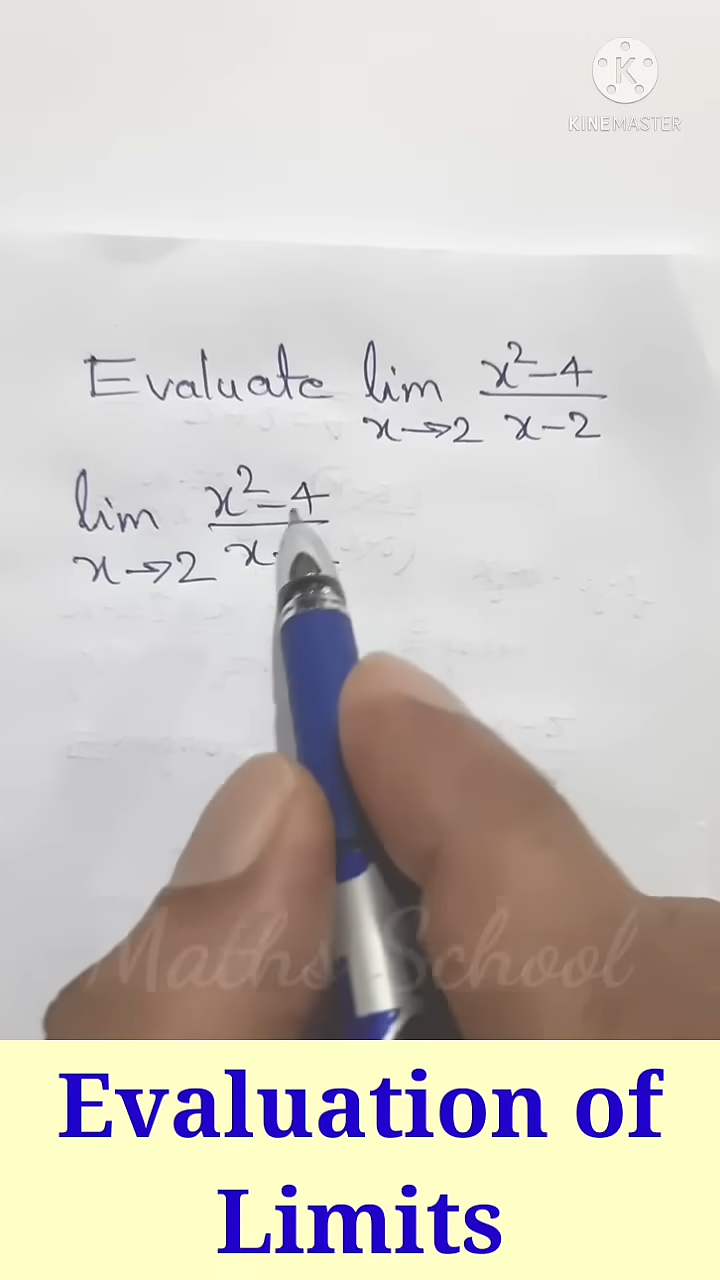 KINEMASTER
Evaluate lim x→2 x²-4 / x-2
lim x→2 x²-4 / x-
Maths School
Evaluation of
Limits